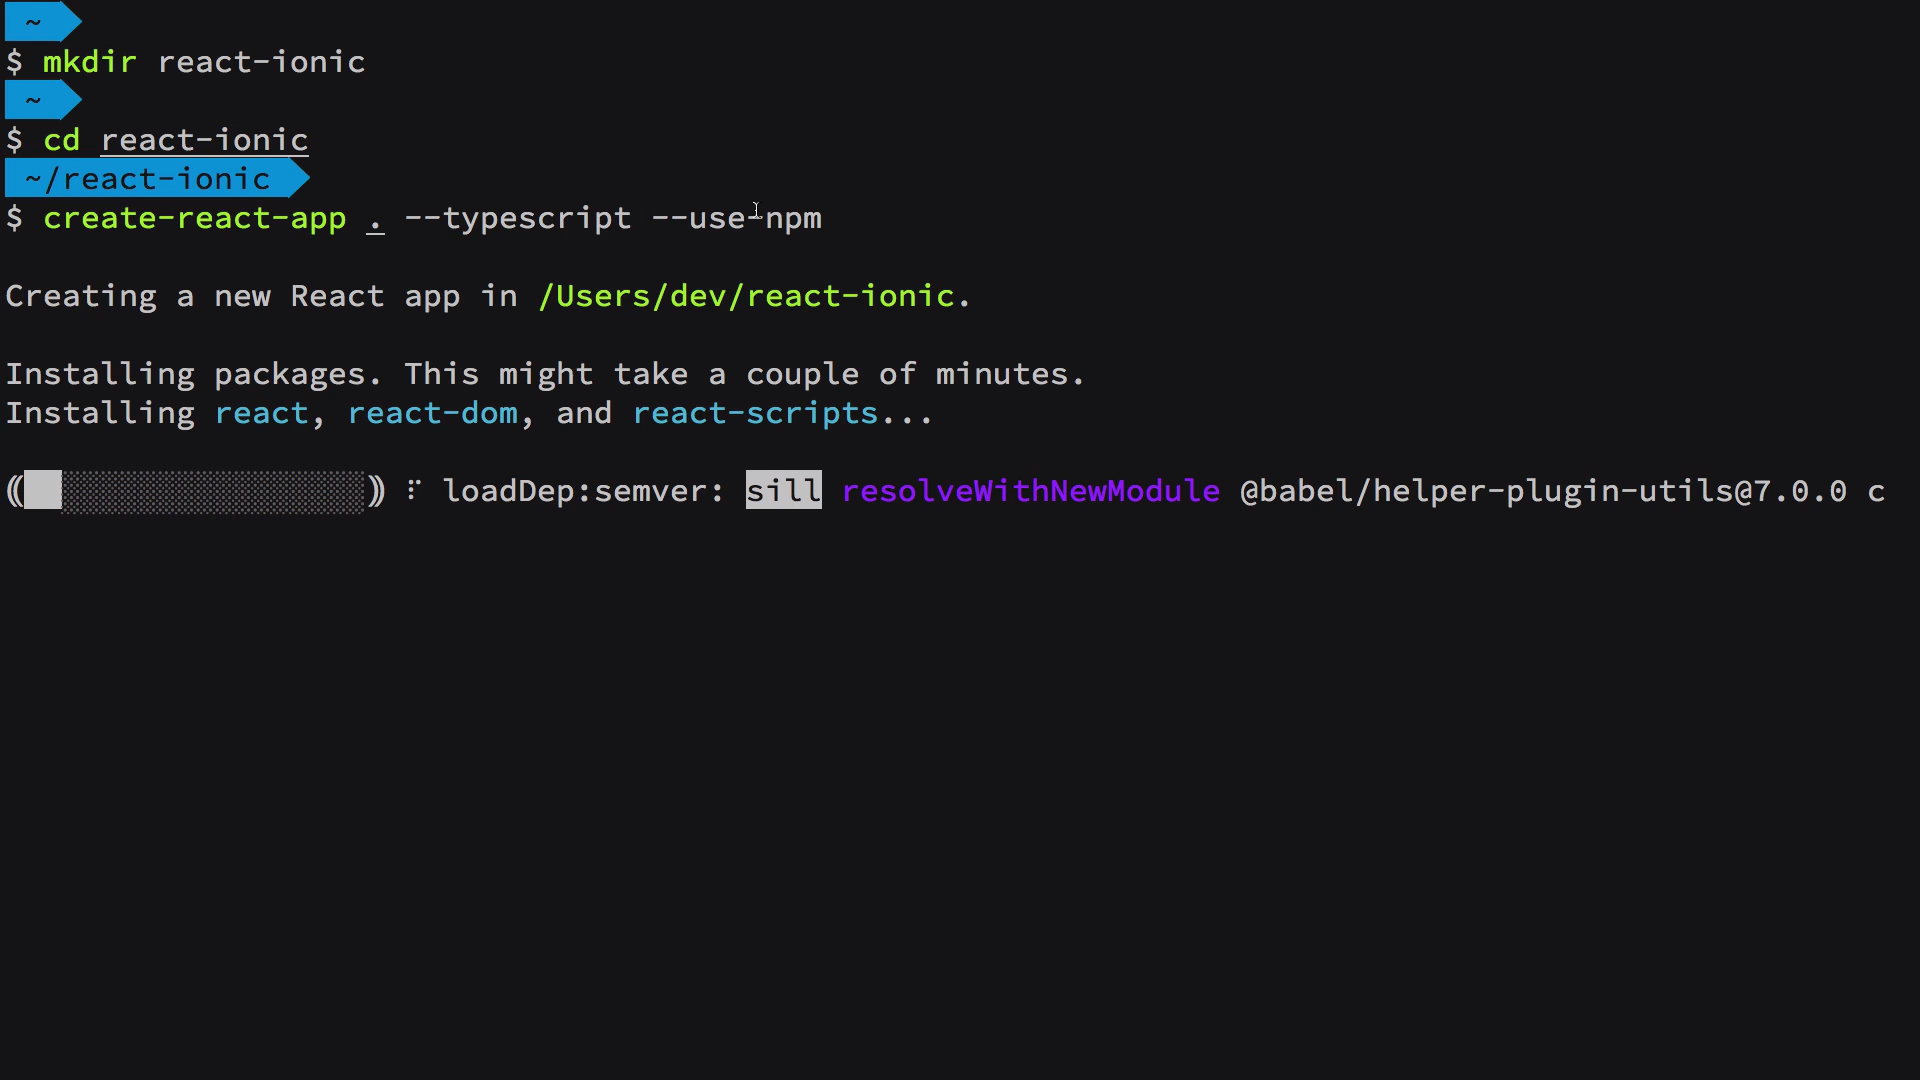 ~
$ mkdir react-ionic
~
$ cd react-ionic
~/react-ionic
$ create-react-app . --typescript --use-npm
Creating a new React app in /Users/dev/react-ionic.
Installing packages. This might take a couple of minutes.
Installing react, react-dom, and react-scripts...
(██░░░░░░░░░░░░░░░░) ⠏ loadDep:semver: sill resolveWithNewModule @babel/helper-plugin-utils@7.0.0 c